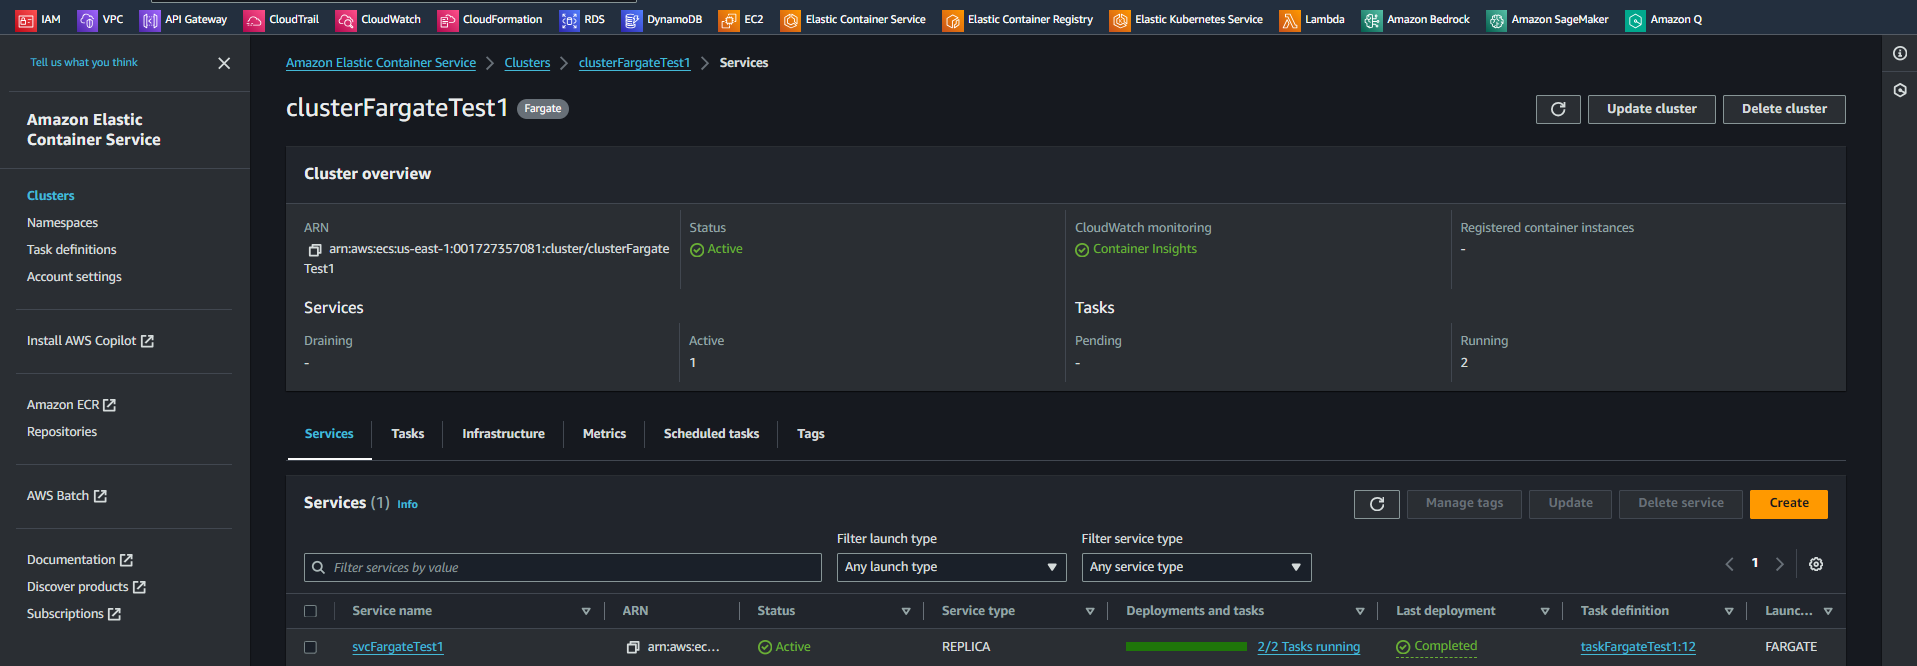 IAM VPC API Gateway CloudTrail CloudWatch CloudFormation RDS DynamoDB EC2 Elastic Container Service Elastic Container Registry Elastic Kubernetes Service Lambda Amazon Bedrock Amazon SageMaker Amazon Q
Tell us what you think
Amazon Elastic
Container Service
Clusters
Namespaces
Task definitions
Account settings
Install AWS Copilot
Amazon ECR
Repositories
AWS Batch
Documentation
Discover products
Subscriptions
Amazon Elastic Container Service Clusters clusterFargateTest1 Services
clusterFargateTest1 Fargate
Update cluster Delete cluster
Cluster overview
ARN
arn:aws:ecs:us-east-1:001727357081:cluster/clusterFargate
Test1
Status
Active
CloudWatch monitoring
Container Insights
Registered container instances
-
Services
Draining
-
Active
1
Tasks
Pending
-
Running
2
Services Tasks Infrastructure Metrics Scheduled tasks Tags
Services (1) Info
Manage tags Update Delete service Create
Filter services by value
Filter launch type
Any launch type
Filter service type
Any service type
1
Service name ARN Status Service type Deployments and tasks Last deployment Task definition Launc...
svcFargateTest1 arn:aws:ec... Active REPLICA 2/2 Tasks running Completed taskFargateTest1:12 FARGATE